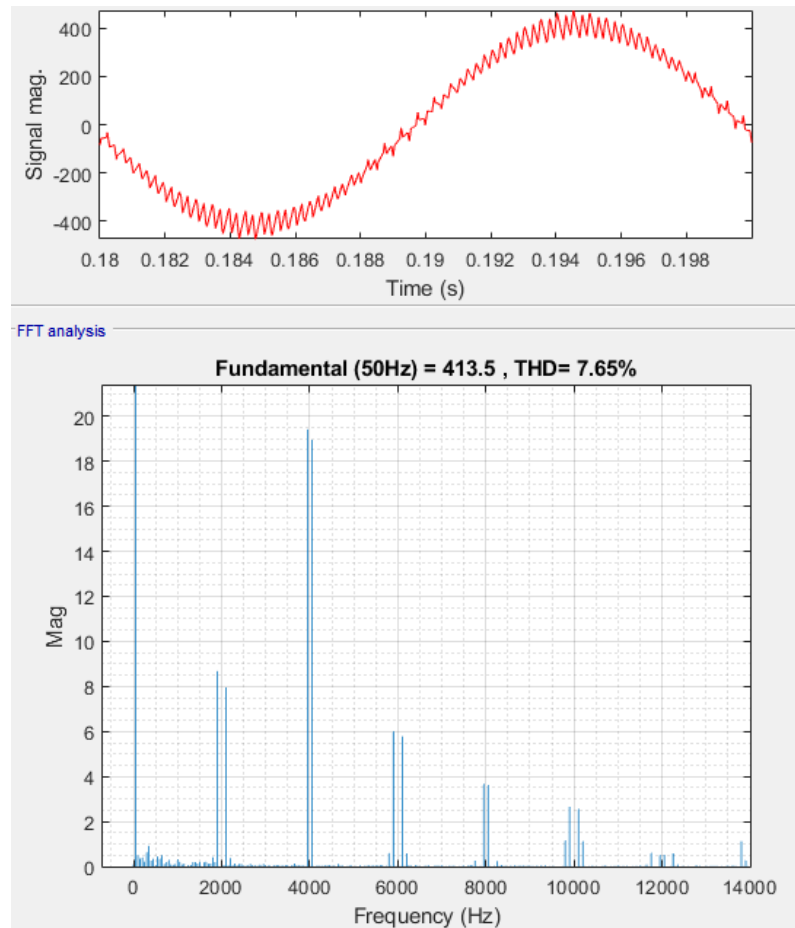 400
200
0
-200
-400
Signal mag.
0.18 0.182 0.184 0.186 0.188 0.19 0.192 0.194 0.196 0.198
Time (s)
FFT analysis
Fundamental (50Hz) = 413.5 , THD= 7.65%
20
18
16
14
12
10
8
6
4
2
0
Mag
0 2000 4000 6000 8000 10000 12000 14000
Frequency (Hz)